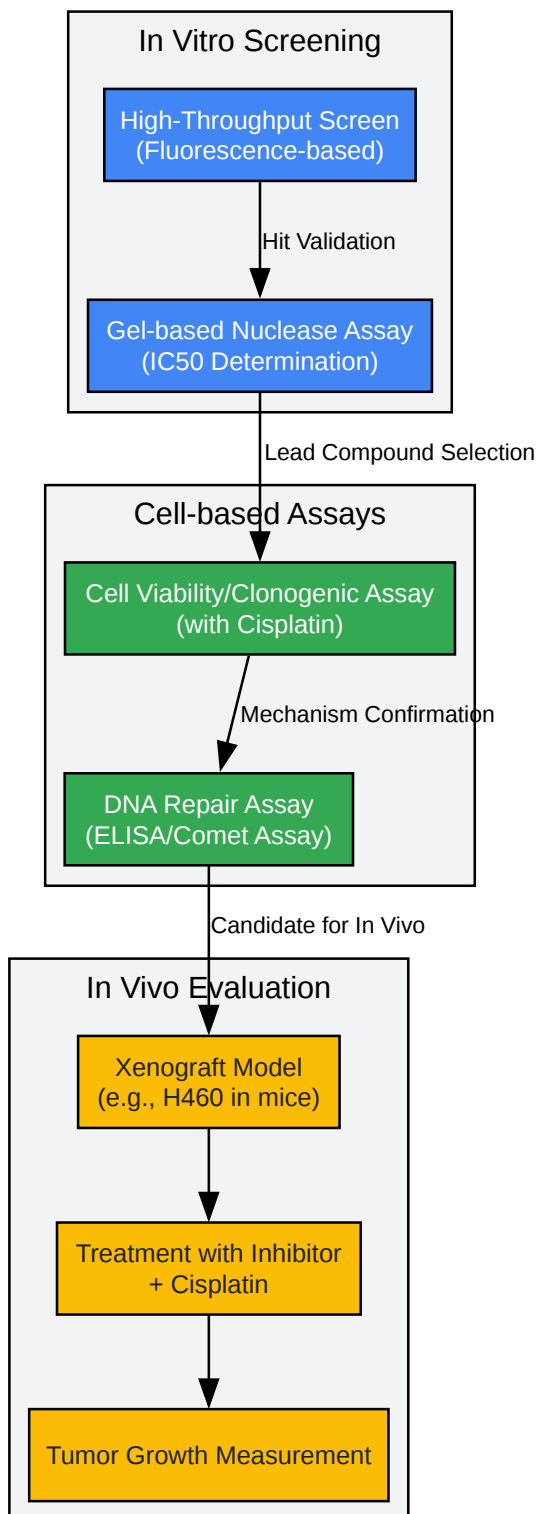 In Vitro Screening
High-Throughput Screen
(Fluorescence-based)
Hit Validation
Gel-based Nuclease Assay
(IC50 Determination)
Lead Compound Selection
Cell-based Assays
Cell Viability/Clonogenic Assay
(with Cisplatin)
Mechanism Confirmation
DNA Repair Assay
(ELISA/Comet Assay)
Candidate for In Vivo
In Vivo Evaluation
Xenograft Model
(e.g., H460 in mice)
Treatment with Inhibitor
+ Cisplatin
Tumor Growth Measurement